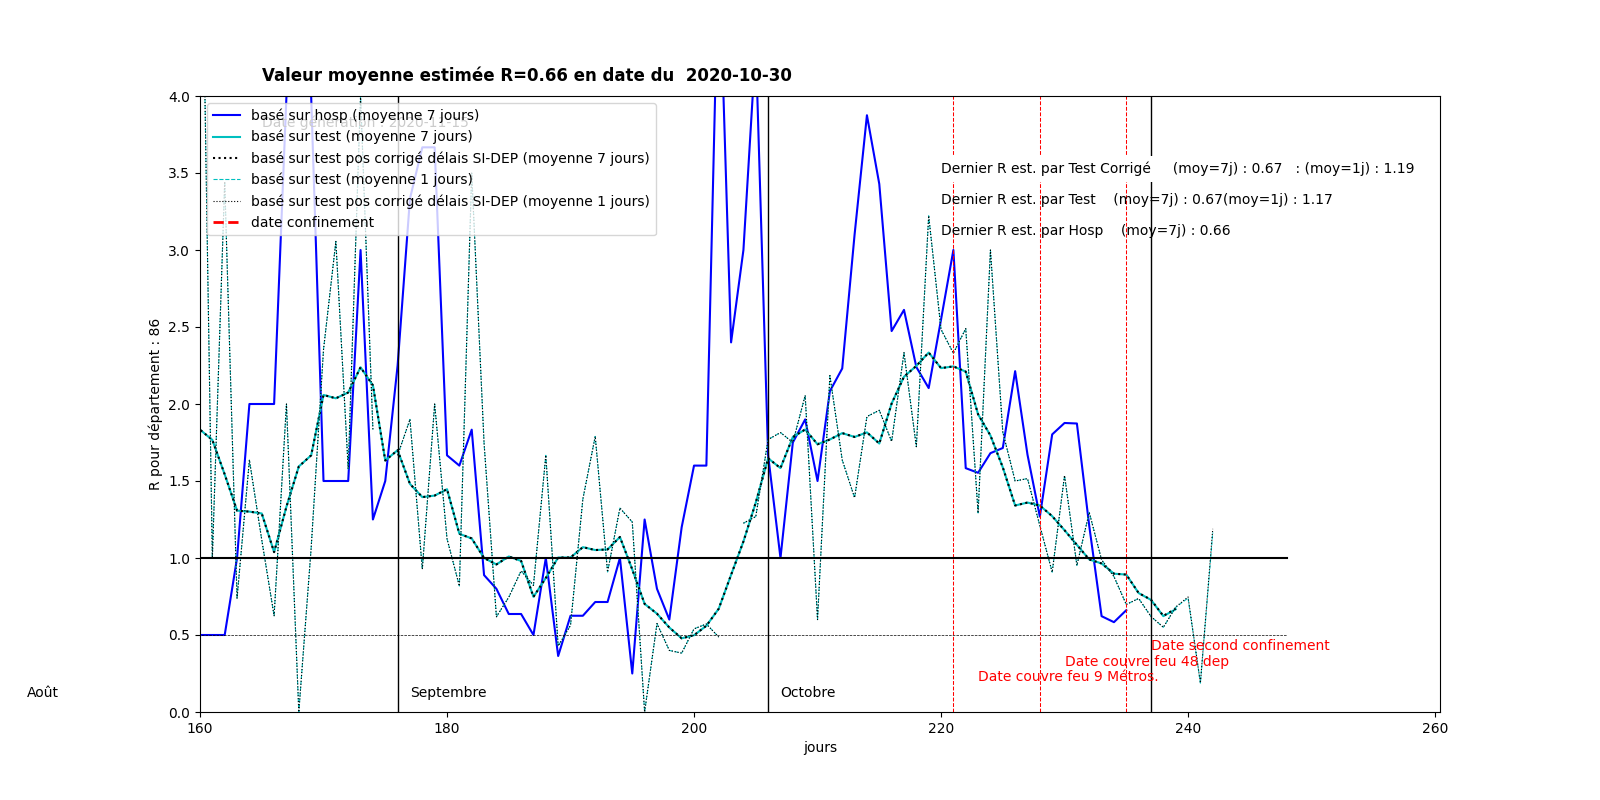 Valeur moyenne estimée R=0.66 en date du  2020-10-30
Date génération : 2020-11-15
basé sur hosp (moyenne 7 jours)
basé sur test (moyenne 7 jours)
basé sur test pos corrigé délais SI-DEP (moyenne 7 jours)
basé sur test (moyenne 1 jours)
basé sur test pos corrigé délais SI-DEP (moyenne 1 jours)
date confinement
Dernier R est. par Test Corrigé     (moy=7j) : 0.67   : (moy=1j) : 1.19
Dernier R est. par Test    (moy=7j) : 0.67(moy=1j) : 1.17
Dernier R est. par Hosp    (moy=7j) : 0.66
4.0
3.5
3.0
2.5
2.0
1.5
1.0
0.5
0.0
R pour département : 86
Date second confinement
Date couvre feu 48 dep
Date couvre feu 9 Métros.
Août
Septembre
Octobre
160
180
200
220
240
260
jours